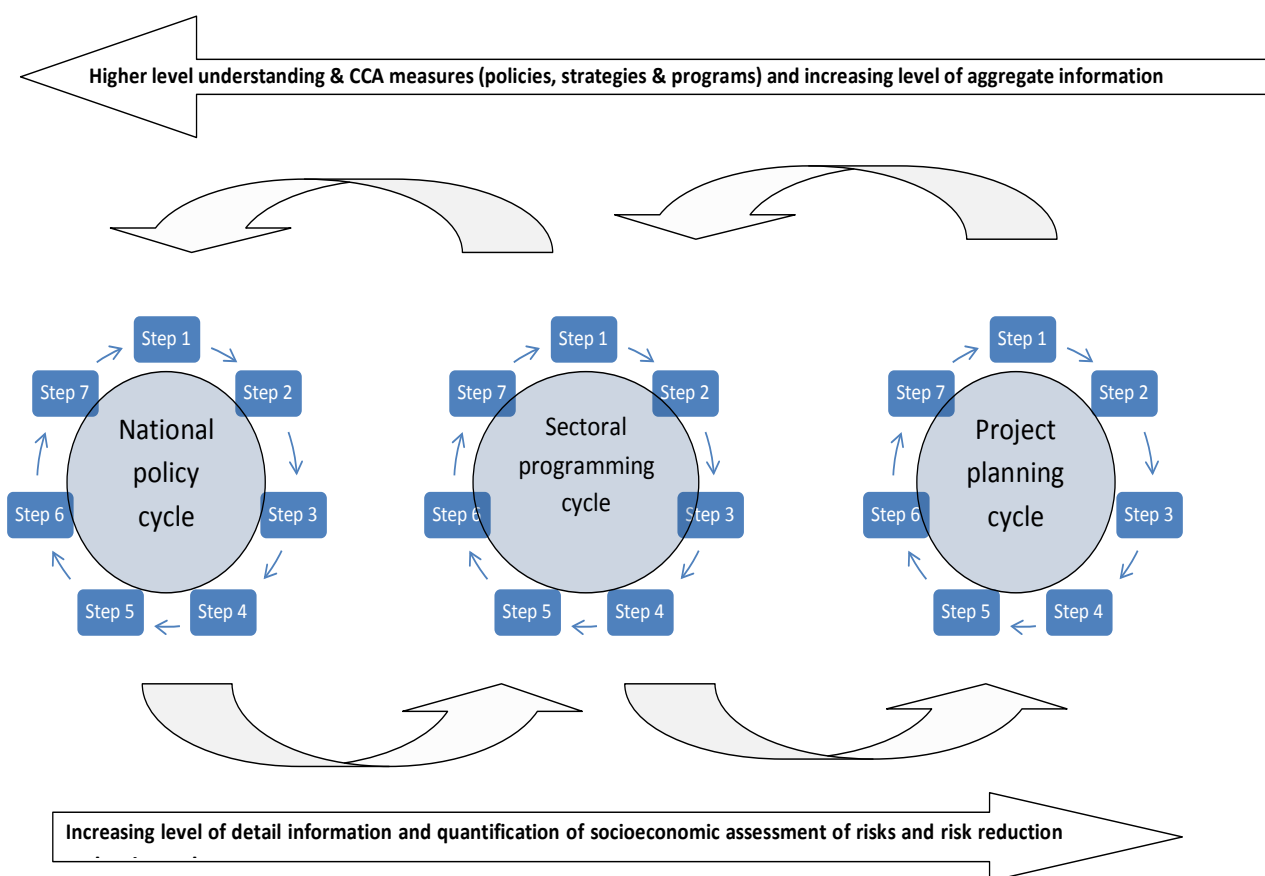 Higher level understanding & CCA measures (policies, strategies & programs) and increasing level of aggregate information
Step 1
Step 2
Step 3
Step 4
Step 5
Step 6
Step 7
National
policy
cycle
Step 1
Step 2
Step 3
Step 4
Step 5
Step 6
Step 7
Sectoral
programming
cycle
Step 1
Step 2
Step 3
Step 4
Step 5
Step 6
Step 7
Project
planning
cycle
Increasing level of detail information and quantification of socioeconomic assessment of risks and risk reduction